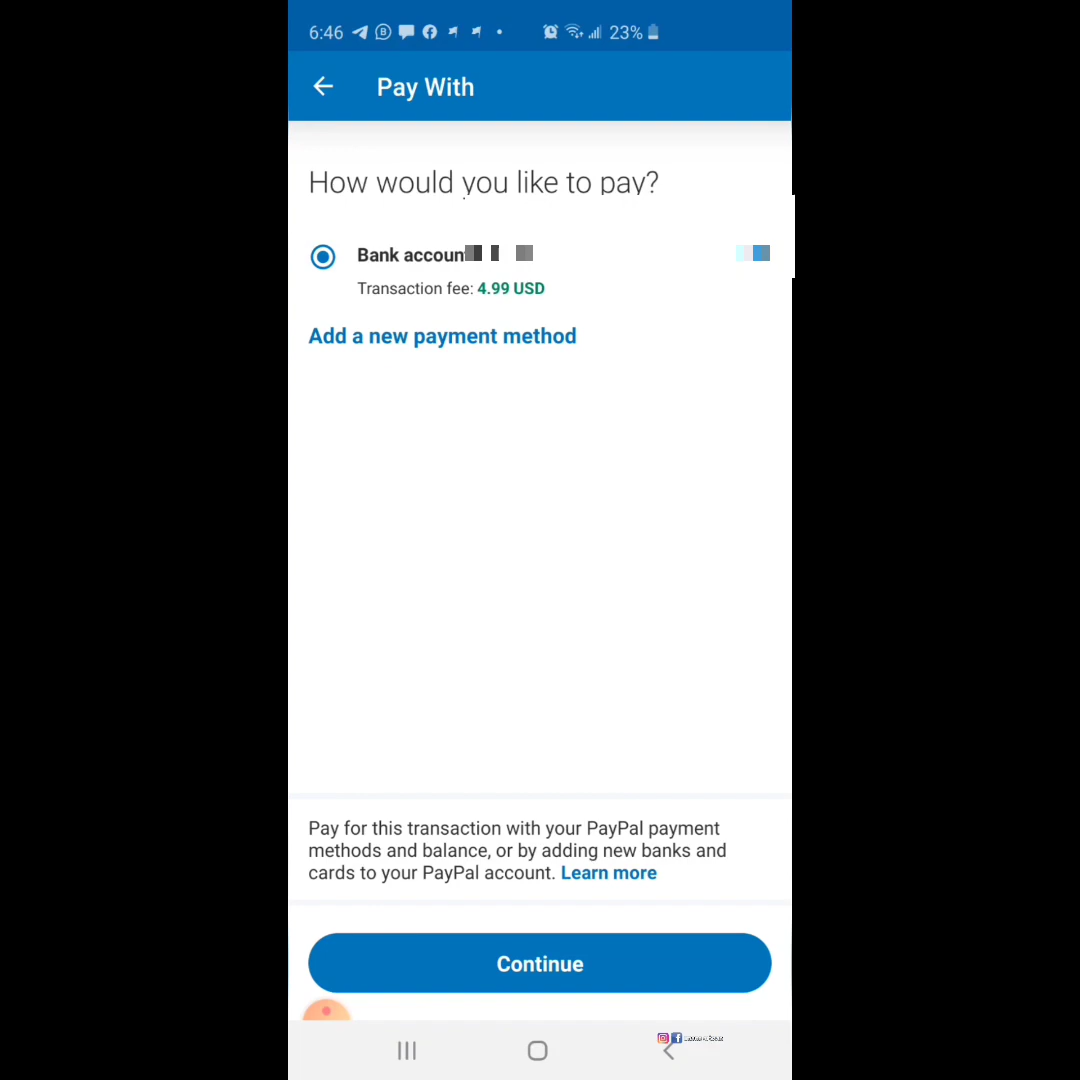 6:46 23%
Pay With
How would you like to pay?
Bank accoun
Transaction fee: 4.99 USD
Add a new payment method
Pay for this transaction with your PayPal payment
methods and balance, or by adding new banks and
cards to your PayPal account. Learn more
Continue